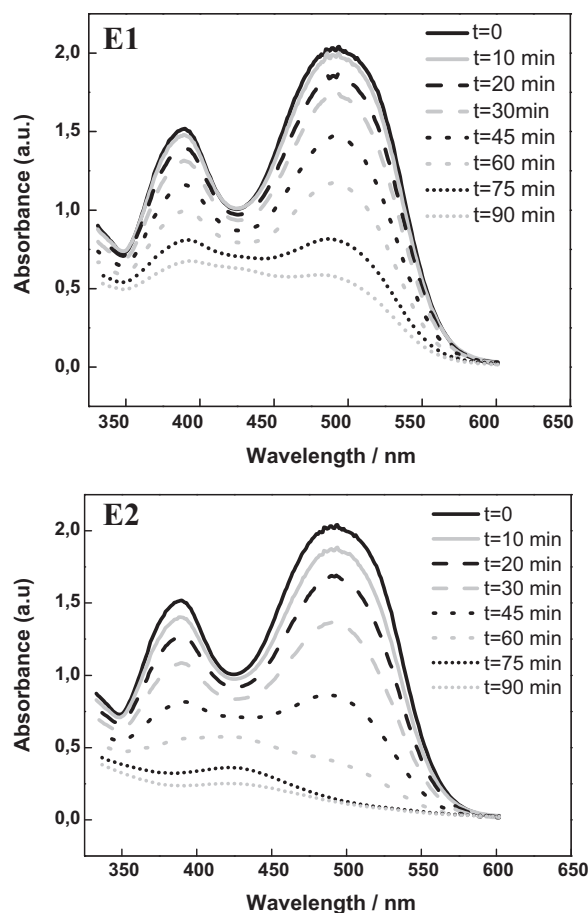 E1
t=0
t=10 min
t=20 min
t=30min
t=45 min
t=60 min
t=75 min
t=90 min
2,0
1,5
1,0
0,5
0,0
Absorbance (a.u.)
350 400 450 500 550 600 650
Wavelength / nm
E2
t=0
t=10 min
t=20 min
t=30 min
t=45 min
t=60 min
t=75 min
t=90 min
2,0
1,5
1,0
0,5
0,0
Absorbance (a.u)
350 400 450 500 550 600 650
Wavelength / nm